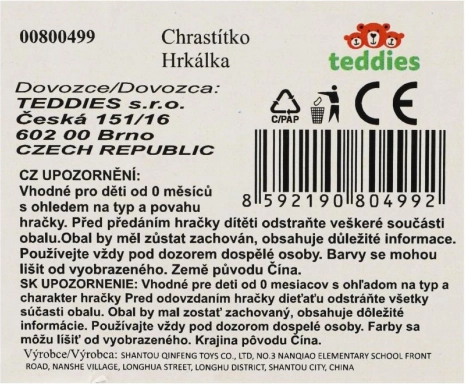 00800499
Chrastítko
Hrkálka
teddies
Dovozce/Dovozca:
TEDDIES s.r.o.
Česká 151/16
602 00 Brno
CZECH REPUBLIC
C/PAP
CE
8 592190 804992
CZ UPOZORNĚNÍ:
Vhodné pro děti od 0 měsíců
s ohledem na typ a povahu
hračky. Před předáním hračky dítěti odstraňte veškeré součásti
obalu.Obal by měl zůstat zachován, obsahuje důležité informace.
Používejte vždy pod dozorem dospělé osoby. Barvy se mohou
lišit od vyobrazeného. Země původu Čína.
SK UPOZORNENIE: Vhodné pre deti od 0 mesiacov s ohľadom na typ a
charakter hračky Pred odovzdaním hračky dieťaťu odstráňte všetky
súčasti obalu. Obal by mal zostať zachovaný, obsahuje dôležité
informácie. Používajte vždy pod dozorom dospelej osoby. Farby sa
môžu líšiť od vyobrazeného. Krajina pôvodu Čína.
Výrobce/Výrobca: SHANTOU QINFENG TOYS CO., LTD, NO.3 NANQIAO ELEMENTARY SCHOOL FRONT
ROAD, NANSHE VILLAGE, LONGHUA STREET, LONGHU DISTRICT, SHANTOU CITY, CHINA